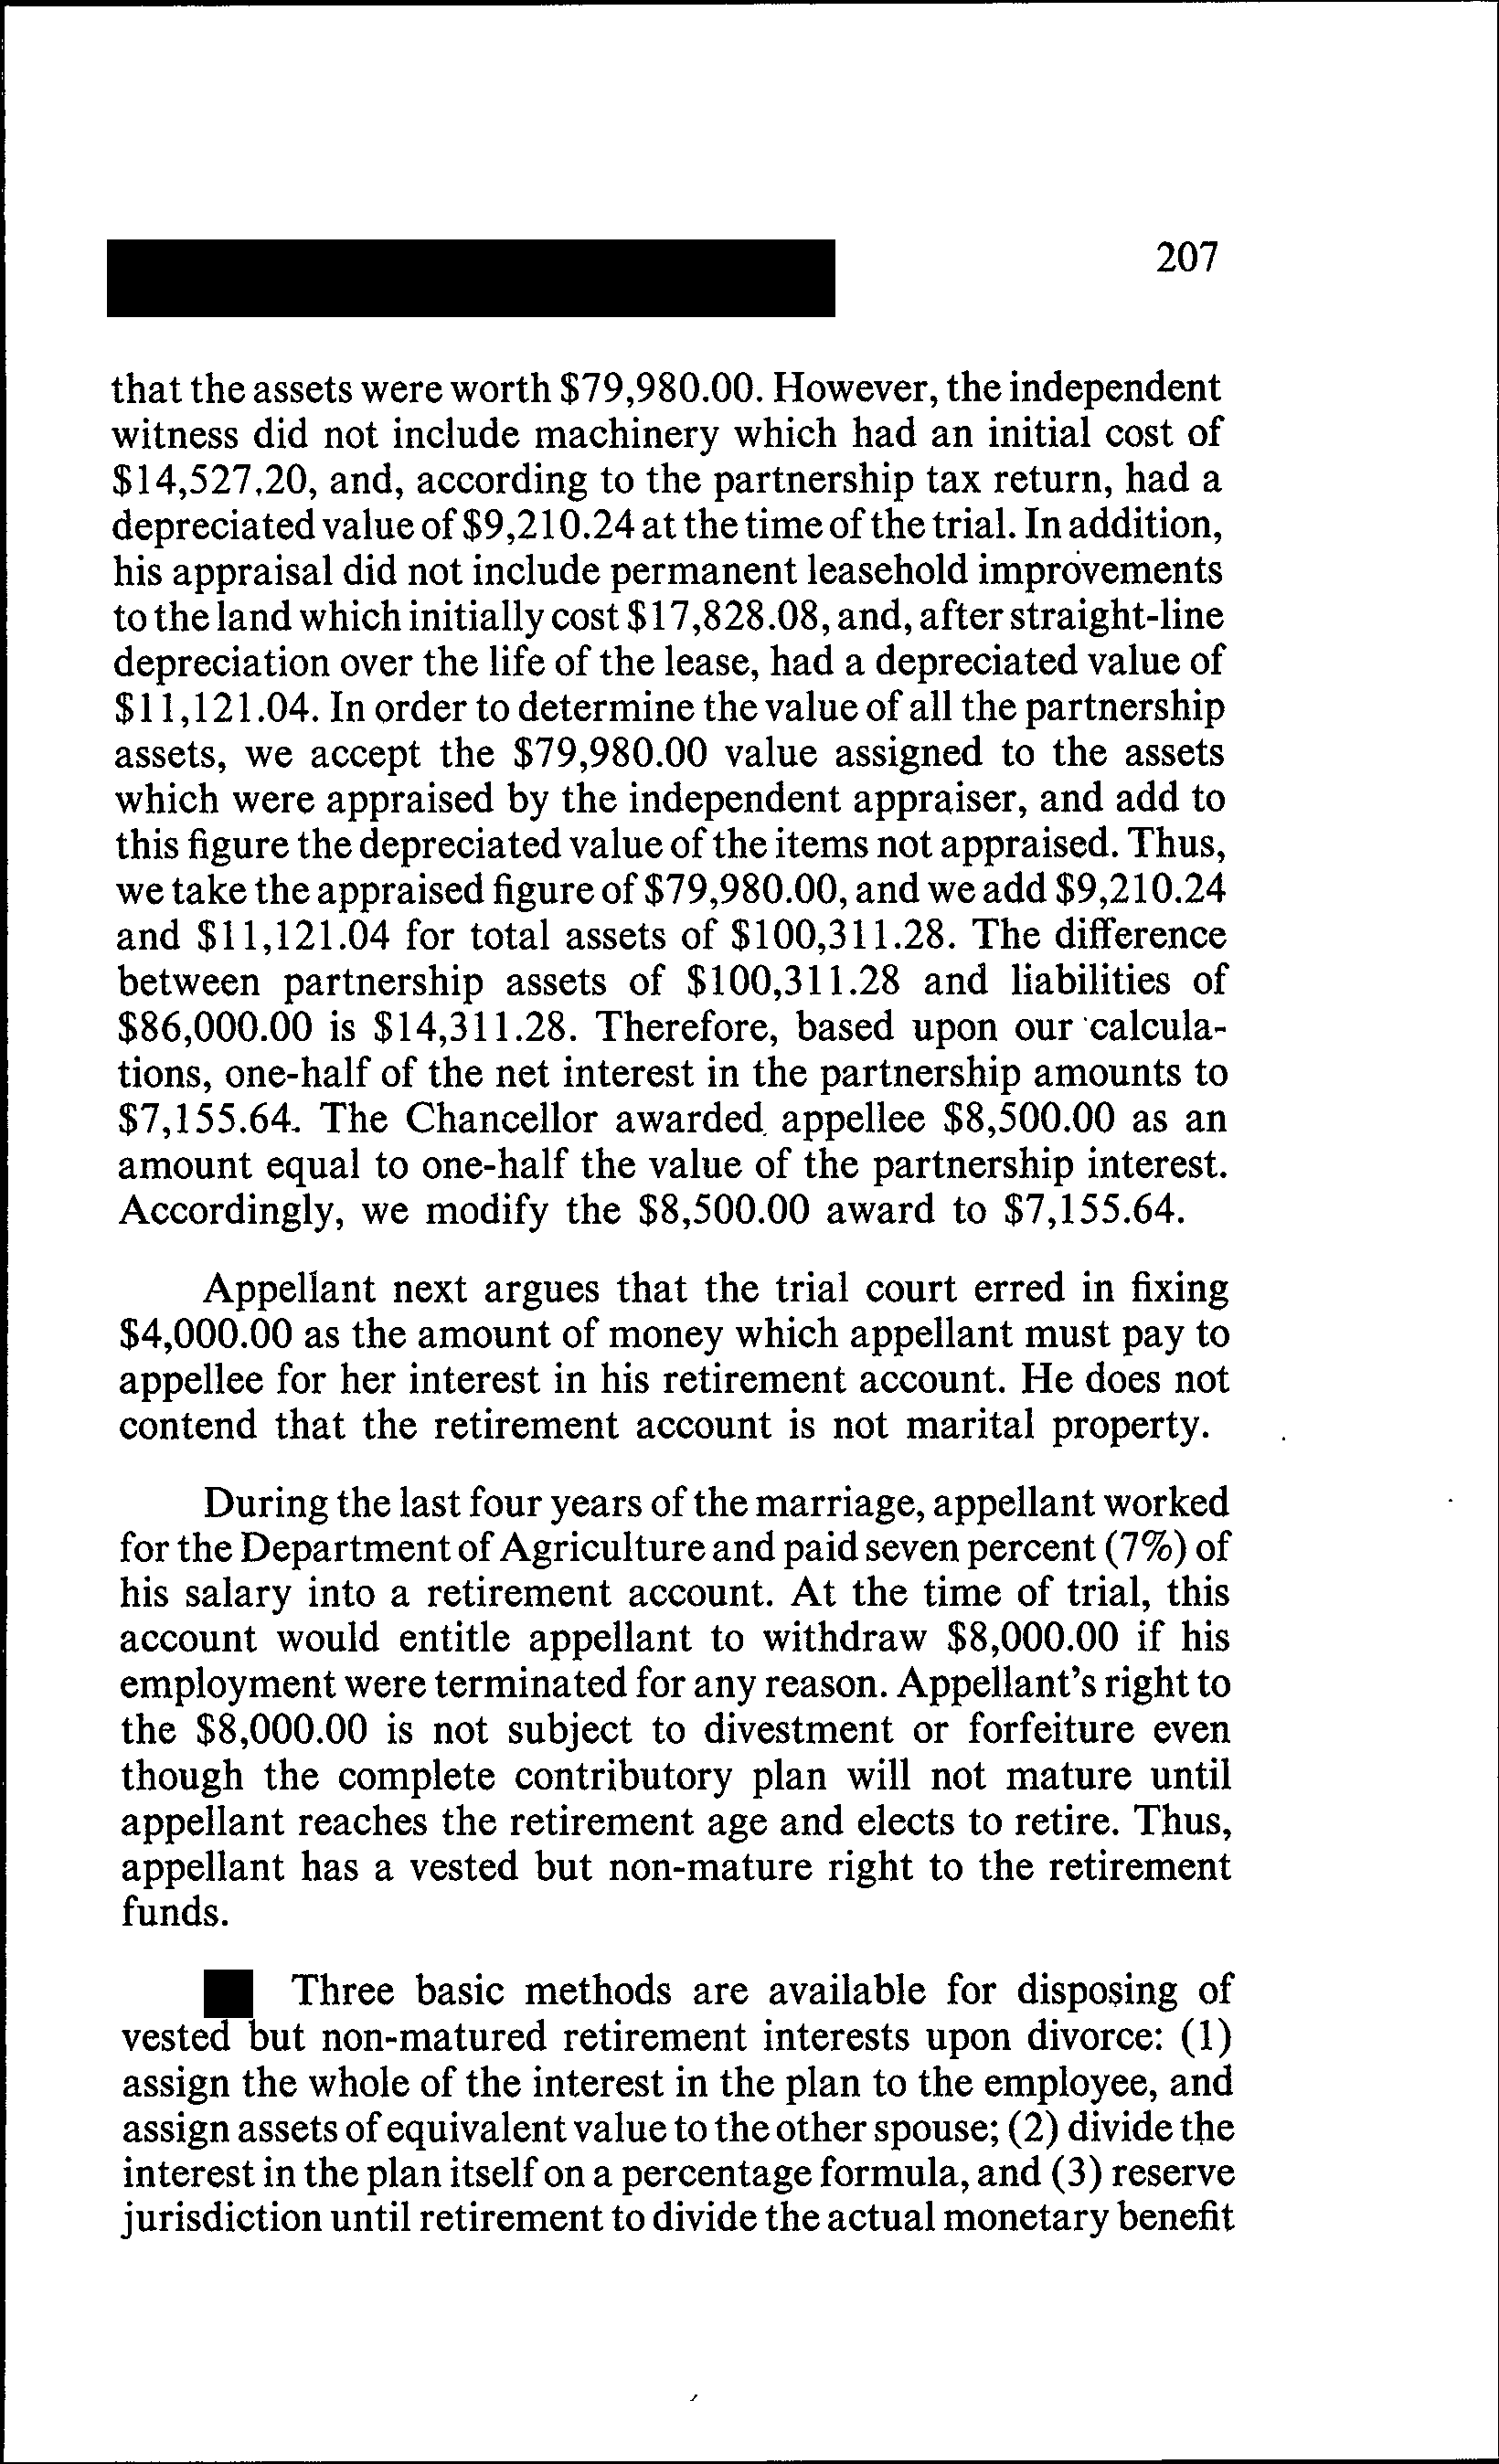 207
that the assets were worth $79,980.00. However, the independent
witness did not include machinery which had an initial cost of
$14,527.20, and, according to the partnership tax return, had a
depreciated value of $9,210.24 at the time of the trial. In addition,
his appraisal did not include permanent leasehold improvements
to the land which initially cost $17,828.08, and, after straight-line
depreciation over the life of the lease, had a depreciated value of
$11,121.04. In order to determine the value of all the partnership
assets, we accept the $79,980.00 value assigned to the assets
which were appraised by the independent appraiser, and add to
this figure the depreciated value of the items not appraised. Thus,
we take the appraised figure of $79,980.00, and we add $9,210.24
and $11,121.04 for total assets of $100,311.28. The difference
between partnership assets of $100,311.28 and liabilities of
$86,000.00 is $14,311.28. Therefore, based upon our calcula-
tions, one-half of the net interest in the partnership amounts to
$7,155.64. The Chancellor awarded appellee $8,500.00 as an
amount equal to one-half the value of the partnership interest.
Accordingly, we modify the $8,500.00 award to $7,155.64.
Appellant next argues that the trial court erred in fixing
$4,000.00 as the amount of money which appellant must pay to
appellee for her interest in his retirement account. He does not
contend that the retirement account is not marital property.
During the last four years of the marriage, appellant worked
for the Department of Agriculture and paid seven percent (7%) of
his salary into a retirement account. At the time of trial, this
account would entitle appellant to withdraw $8,000.00 if his
employment were terminated for any reason. Appellant's right to
the $8,000.00 is not subject to divestment or forfeiture even
though the complete contributory plan will not mature until
appellant reaches the retirement age and elects to retire. Thus,
appellant has a vested but non-mature right to the retirement
funds.
Three basic methods are available for disposing of
vested but non-matured retirement interests upon divorce: (1)
assign the whole of the interest in the plan to the employee, and
assign assets of equivalent value to the other spouse; (2) divide the
interest in the plan itself on a percentage formula, and (3) reserve
jurisdiction until retirement to divide the actual monetary benefit